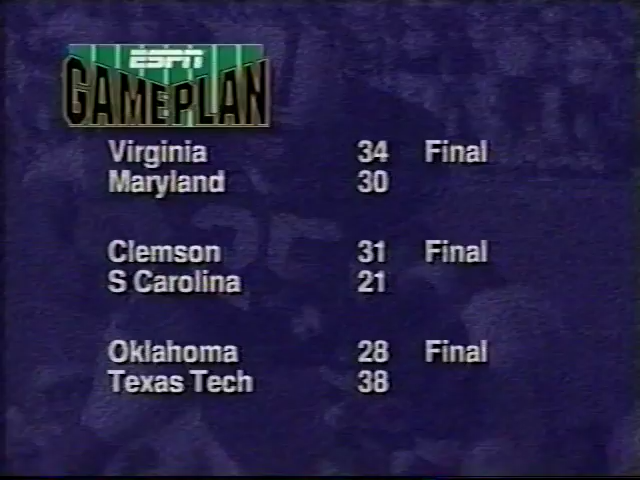 ESPN
GAMEPLAN
Virginia 34 Final
Maryland 30
Clemson 31 Final
S Carolina 21
Oklahoma 28 Final
Texas Tech 38